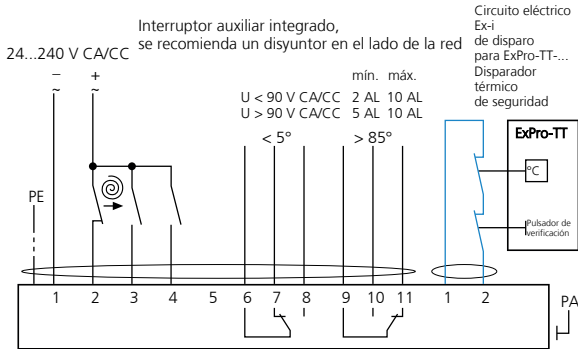 Interruptor auxiliar integrado,
se recomienda un disyuntor en el lado de la red
24...240 V CA/CC
– +
~ ~
mín. máx.
U < 90 V CA/CC 2 AL 10 AL
U > 90 V CA/CC 5 AL 10 AL
< 5° > 85°
Circuito eléctrico
Ex-i
de disparo
para ExPro-TT-...
Disparador
térmico
de seguridad
ExPro-TT
°C
Pulsador de
verificación
PE
1 2 3 4 5 6 7 8 9 10 11 1 2
PA